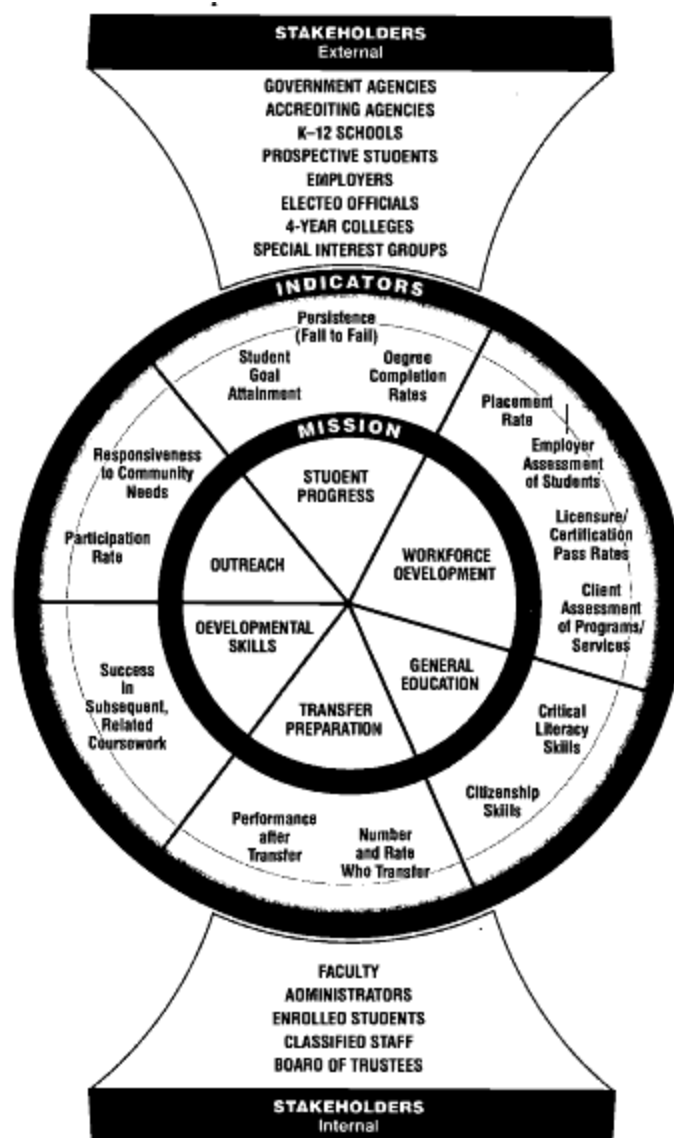 STAKEHOLDERS
External
GOVERNMENT AGENCIES
ACCREDITING AGENCIES
K–12 SCHOOLS
PROSPECTIVE STUDENTS
EMPLOYERS
ELECTEO OFFICIALS
4-YEAR COLLEGES
SPECIAL INTEREST GROUPS
INDICATORS
Persistence
(Fall to Fall)
Student
Goal
Attainment
Degree
Completion
Rates
Placement
Rate
Employer
Assessment
of Students
Licensure/
Certification
Pass Rates
Client
Assessment
of Programs/
Services
Responsiveness
to Community
Needs
Participation
Rate
MISSION
STUDENT
PROGRESS
WORKFORCE
DEVELOPMENT
OUTREACH
OEVELOPMENTAL
SKILLS
GENERAL
EDUCATION
TRANSFER
PREPARATION
Success
in
Subsequent,
Related
Coursework
Critical
Literacy
Skills
Citizenship
Skills
Performance
after
Transfer
Number
and Rate
Who Transfer
FACULTY
ADMINISTRATORS
ENROLLED STUDENTS
CLASSIFIED STAFF
BOARD OF TRUSTEES
STAKEHOLDERS
Internal